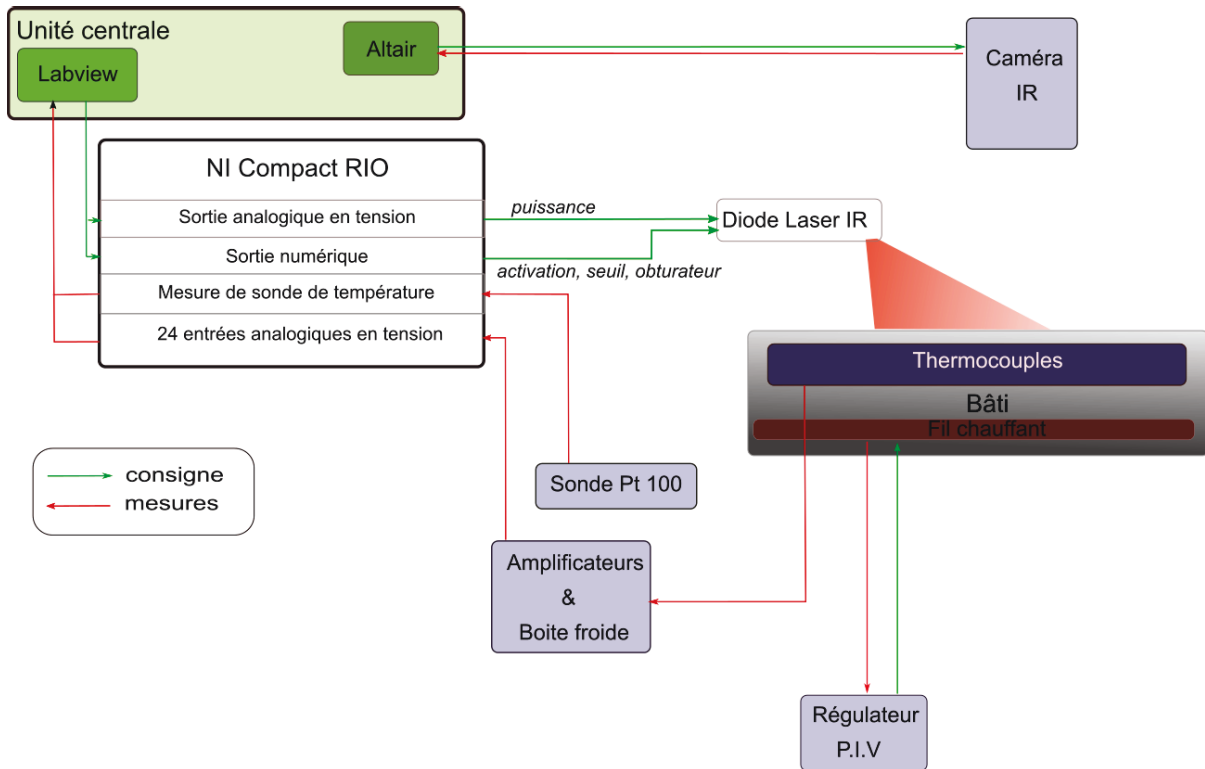 Unité centrale
Labview
Altair
Caméra
IR
NI Compact RIO
Sortie analogique en tension
Sortie numérique
Mesure de sonde de température
24 entrées analogiques en tension
puissance
activation, seuil, obturateur
Diode Laser IR
Thermocouples
Bâti
Fil chauffant
consigne
mesures
Sonde Pt 100
Amplificateurs
&
Boite froide
Régulateur
P.I.V